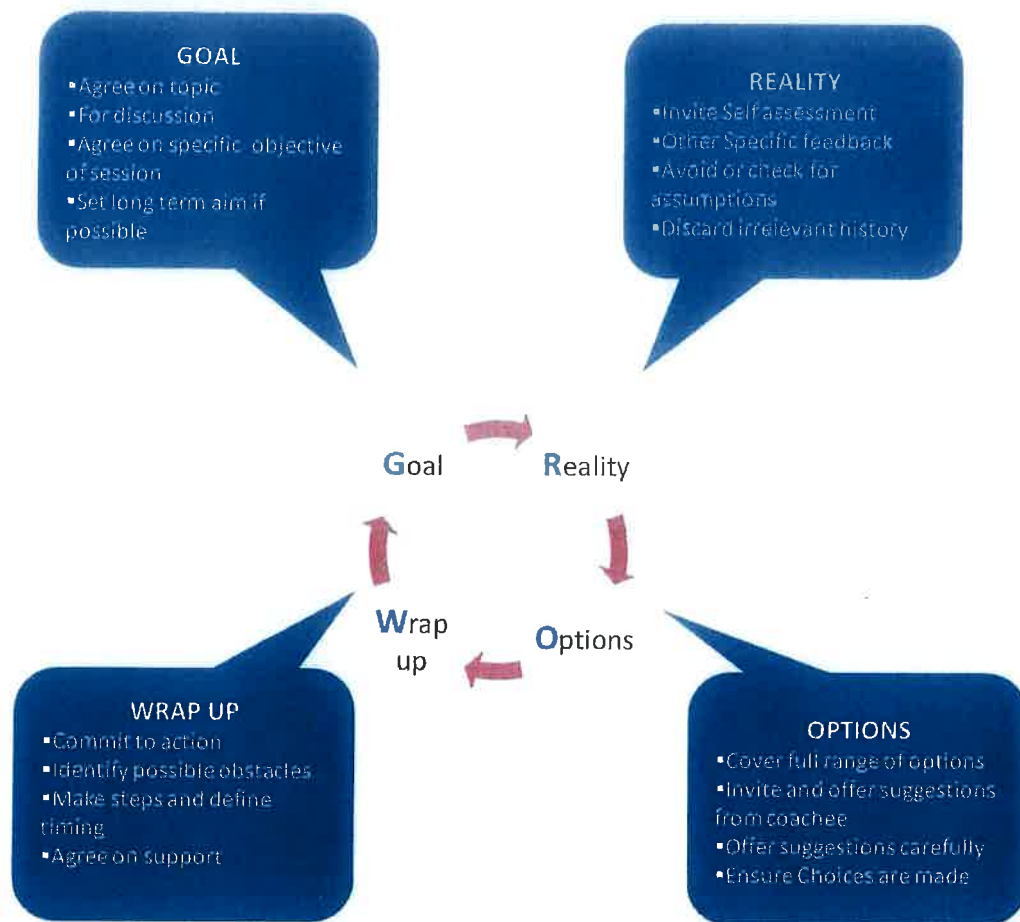 GOAL
▪Agree on topic
▪For discussion
▪Agree on specific objective
of session
▪Set long term aim if
possible
REALITY
▪Invite Self assessment
▪Other Specific feedback
▪Avoid or check for
assumptions
▪Discard irrelevant history
Goal
Reality
Wrap
up
Options
WRAP UP
▪Commit to action
▪Identify possible obstacles
▪Make steps and define
timing
▪Agree on support
OPTIONS
▪Cover full range of options
▪Invite and offer suggestions
from coachee
▪Offer suggestions carefully
▪Ensure Choices are made